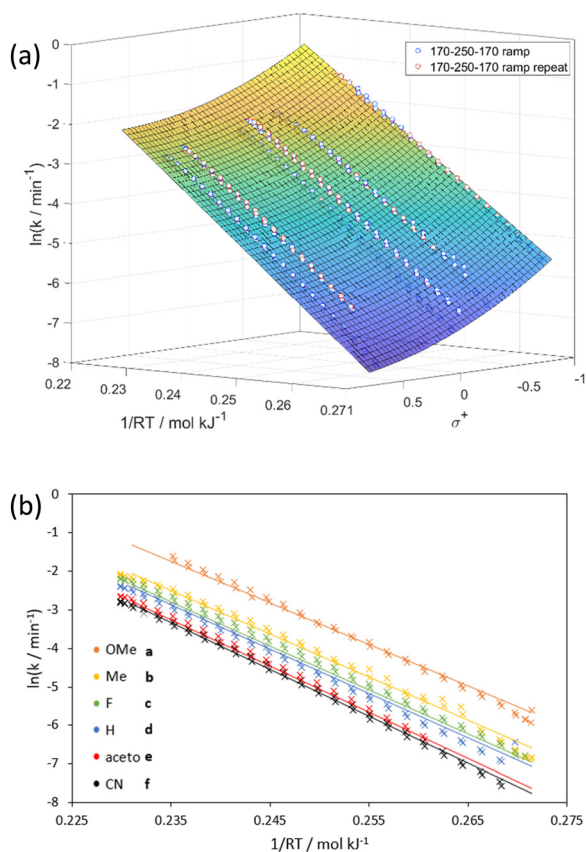 (a)
170-250-170 ramp
170-250-170 ramp repeat
0
-1
-2
-3
-4
-5
-6
-7
-8
ln(k / min⁻¹)
0.22
0.23
0.24
0.25
0.26
0.271
1/RT / mol kJ⁻¹
0.5
0
-0.5
-1
σ⁺
(b)
0
-1
-2
-3
-4
-5
-6
-7
-8
ln(k / min⁻¹)
OMe a
Me b
F c
H d
aceto e
CN f
0.225 0.235 0.245 0.255 0.265 0.275
1/RT / mol kJ⁻¹